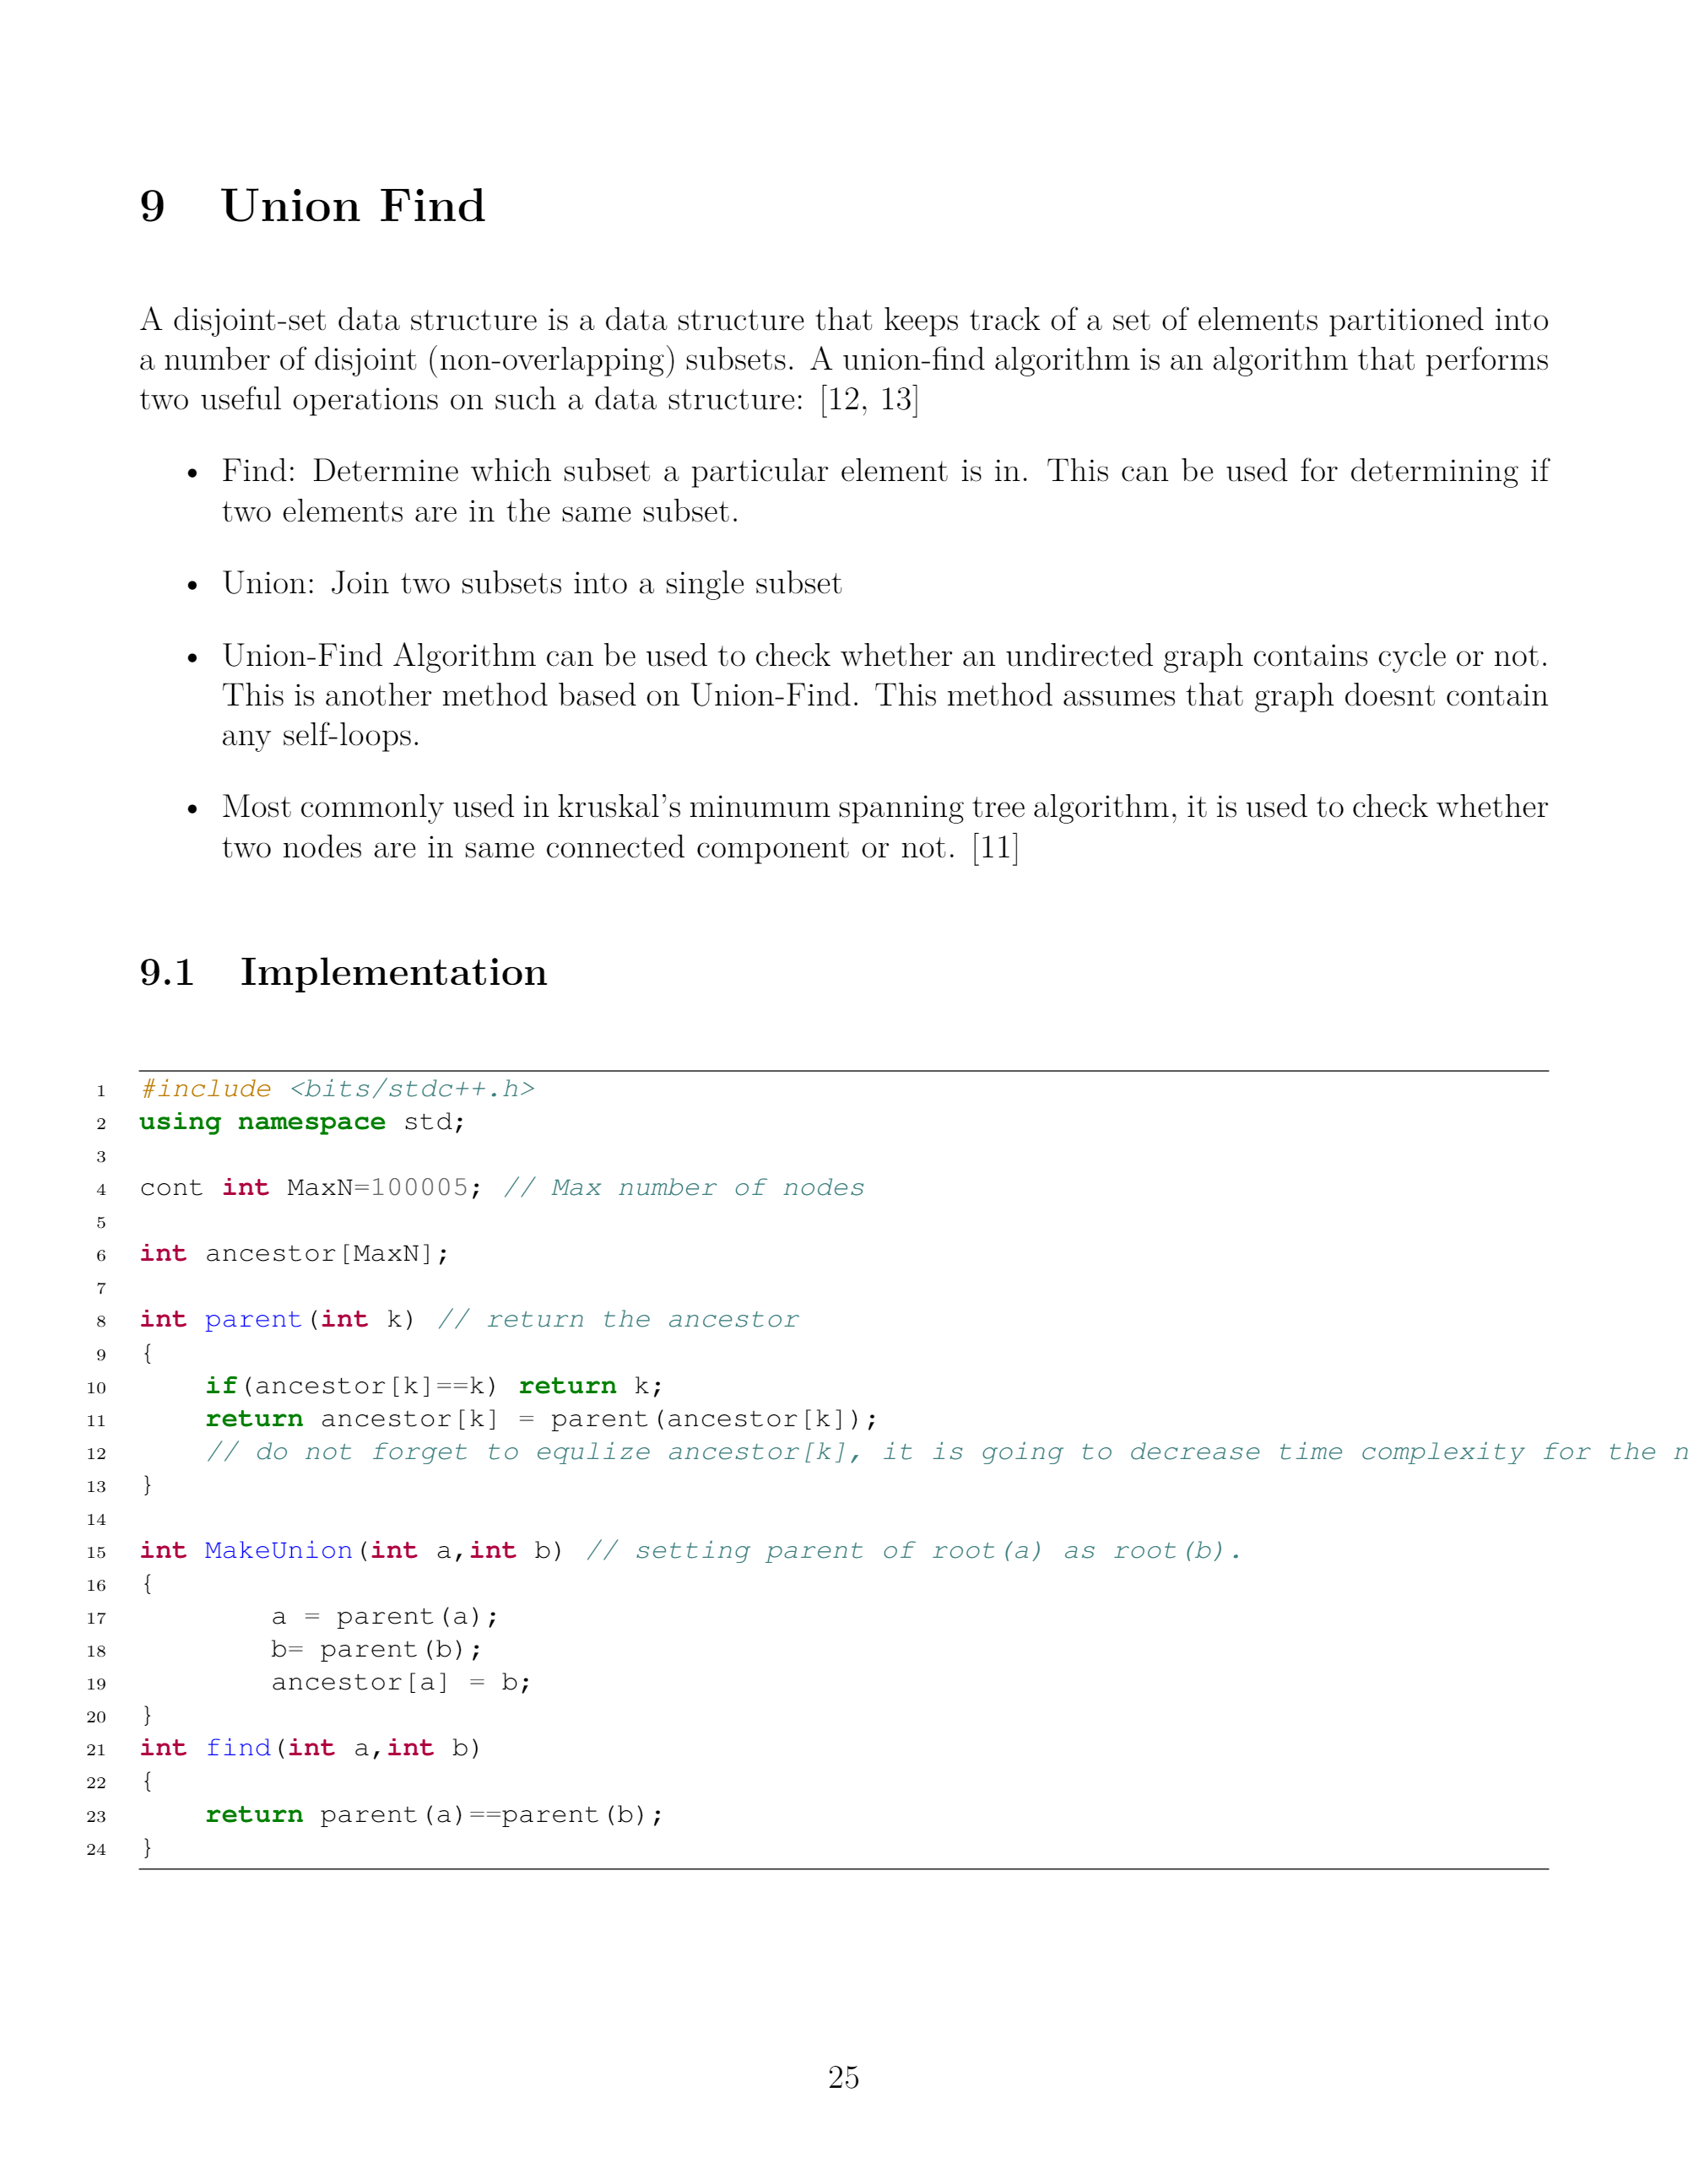 9 Union Find
A disjoint-set data structure is a data structure that keeps track of a set of elements partitioned into
a number of disjoint (non-overlapping) subsets. A union-find algorithm is an algorithm that performs
two useful operations on such a data structure: [12, 13]
• Find: Determine which subset a particular element is in. This can be used for determining if
two elements are in the same subset.
• Union: Join two subsets into a single subset
• Union-Find Algorithm can be used to check whether an undirected graph contains cycle or not.
This is another method based on Union-Find. This method assumes that graph doesnt contain
any self-loops.
• Most commonly used in kruskal's minumum spanning tree algorithm, it is used to check whether
two nodes are in same connected component or not. [11]
9.1 Implementation
1 #include <bits/stdc++.h>
2 using namespace std;
3
4 cont int MaxN=100005; // Max number of nodes
5
6 int ancestor[MaxN];
7
8 int parent(int k) // return the ancestor
9 {
10 if(ancestor[k]==k) return k;
11 return ancestor[k] = parent(ancestor[k]);
12 // do not forget to equlize ancestor[k], it is going to decrease time complexity for the n
13 }
14
15 int MakeUnion(int a,int b) // setting parent of root(a) as root(b).
16 {
17 a = parent(a);
18 b= parent(b);
19 ancestor[a] = b;
20 }
21 int find(int a,int b)
22 {
23 return parent(a)==parent(b);
24 }
25